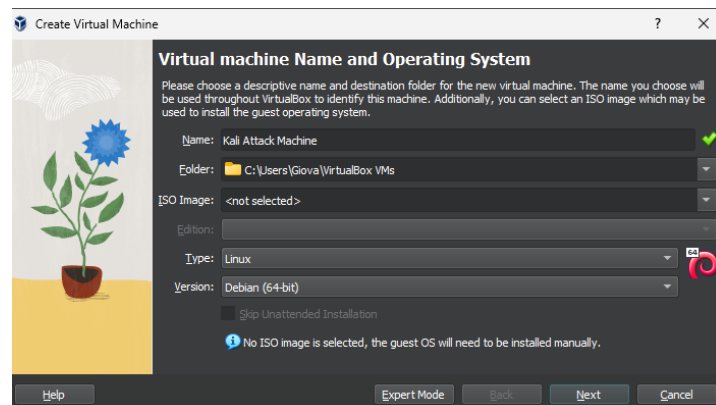 Create Virtual Machine
?
Virtual machine Name and Operating System
Please choose a descriptive name and destination folder for the new virtual machine. The name you choose will
be used throughout VirtualBox to identify this machine. Additionally, you can select an ISO image which may be
used to install the guest operating system.
Name: Kali Attack Machine
Folder: C:\Users\Giova\VirtualBox VMs
ISO Image: <not selected>
Edition:
Type: Linux
64
Version: Debian (64-bit)
Skip Unattended Installation
No ISO image is selected, the guest OS will need to be installed manually.
Help Expert Mode Back Next Cancel